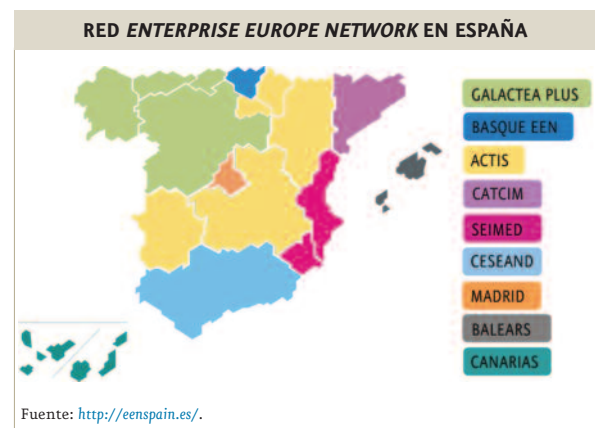 RED ENTERPRISE EUROPE NETWORK EN ESPAÑA
GALACTEA PLUS
BASQUE EEN
ACTIS
CATCIM
SEIMED
CESEAND
MADRID
BALEARS
CANARIAS
Fuente: http://eenspain.es/.